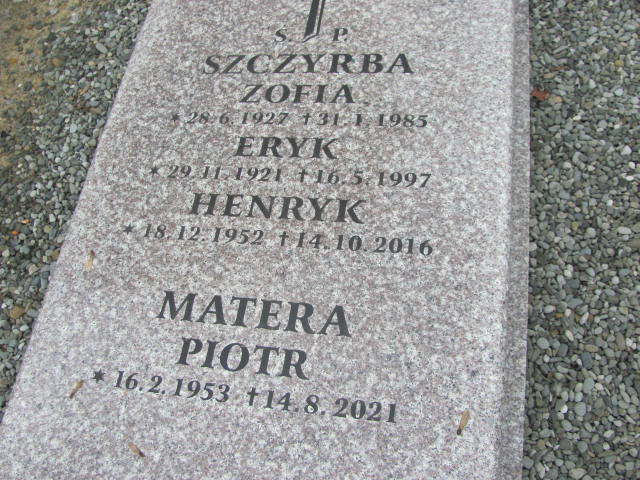 S. P.
SZCZYRBA
ZOFIA
* 28.6.1927 † 31.1.1985
ERYK
* 29.11.1921 † 16.5.1997
HENRYK
* 18.12.1952 † 14.10.2016
MATERA
PIOTR
* 16.2.1953 † 14.8.2021